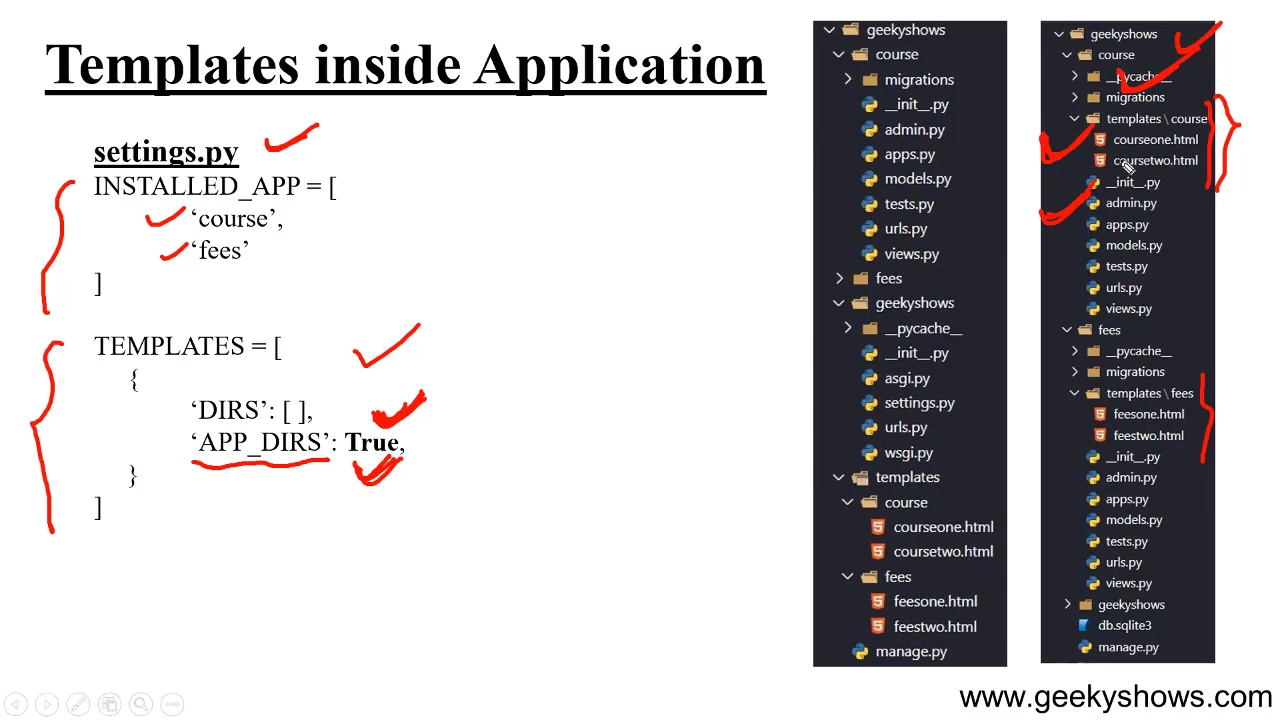 Templates inside Application
settings.py
INSTALLED_APP = [
‘course’,
‘fees’
]
TEMPLATES = [
{
‘DIRS’: [ ],
‘APP_DIRS’: True,
}
]
geekyshows
course
migrations
__init__.py
admin.py
apps.py
models.py
tests.py
urls.py
views.py
fees
geekyshows
__pycache__
__init__.py
asgi.py
settings.py
urls.py
wsgi.py
templates
course
courseone.html
coursetwo.html
fees
feesone.html
feestwo.html
manage.py
geekyshows
course
__pycache__
migrations
templates \ course
courseone.html
coursetwo.html
__init__.py
admin.py
apps.py
models.py
tests.py
urls.py
views.py
fees
__pycache__
migrations
templates \ fees
feesone.html
feestwo.html
__init__.py
admin.py
apps.py
models.py
tests.py
urls.py
views.py
geekyshows
db.sqlite3
manage.py
www.geekyshows.com